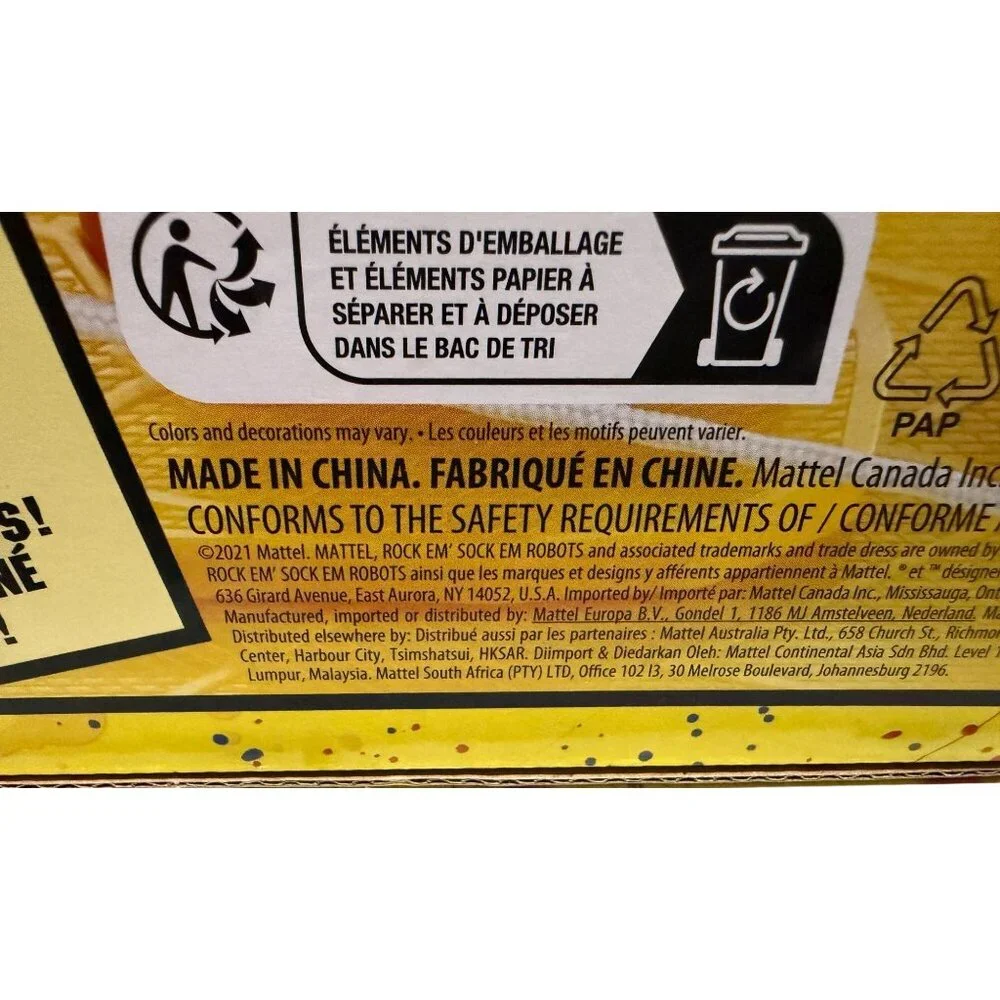 ÉLÉMENTS D'EMBALLAGE
ET ÉLÉMENTS PAPIER À
SÉPARER ET À DÉPOSER
DANS LE BAC DE TRI
PAP
Colors and decorations may vary. • Les couleurs et les motifs peuvent varier.
MADE IN CHINA. FABRIQUÉ EN CHINE. Mattel Canada Inc.
CONFORMS TO THE SAFETY REQUIREMENTS OF / CONFORME
©2021 Mattel. MATTEL, ROCK EM' SOCK EM ROBOTS and associated trademarks and trade dress are owned by
ROCK EM' SOCK EM ROBOTS ainsi que les marques et designs y afférents appartiennent à Mattel. ® et ™ désigne
636 Girard Avenue, East Aurora, NY 14052, U.S.A. Imported by/ Importé par: Mattel Canada Inc., Mississauga, Ont
Manufactured, imported or distributed by: Mattel Europa B.V., Gondel 1, 1186 MJ Amstelveen, Nederland.
Distributed elsewhere by: Distribué aussi par les partenaires : Mattel Australia Pty. Ltd., 658 Church St., Richmo
Center, Harbour City, Tsimshatsui, HKSAR. Diimport & Diedarkan Oleh: Mattel Continental Asia Sdn Bhd. Level
Lumpur, Malaysia. Mattel South Africa (PTY) LTD, Office 102 I3, 30 Melrose Boulevard, Johannesburg 2196.
S!
NÉ
!